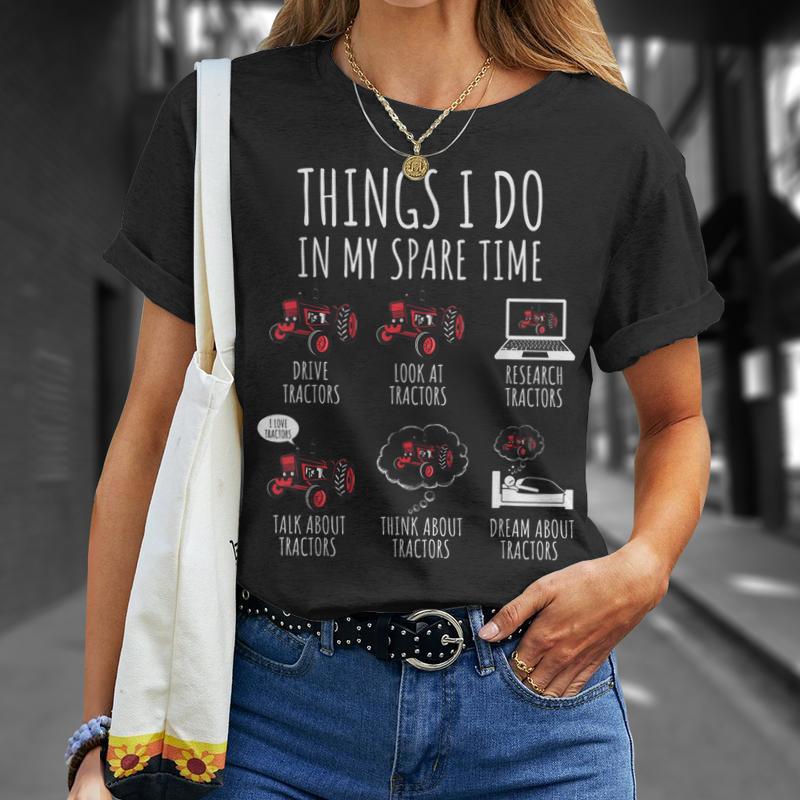 THINGS I DO
IN MY SPARE TIME
DRIVE
TRACTORS
LOOK AT
TRACTORS
RESEARCH
TRACTORS
I LOVE
TRACTORS
TALK ABOUT
TRACTORS
THINK ABOUT
TRACTORS
DREAM ABOUT
TRACTORS